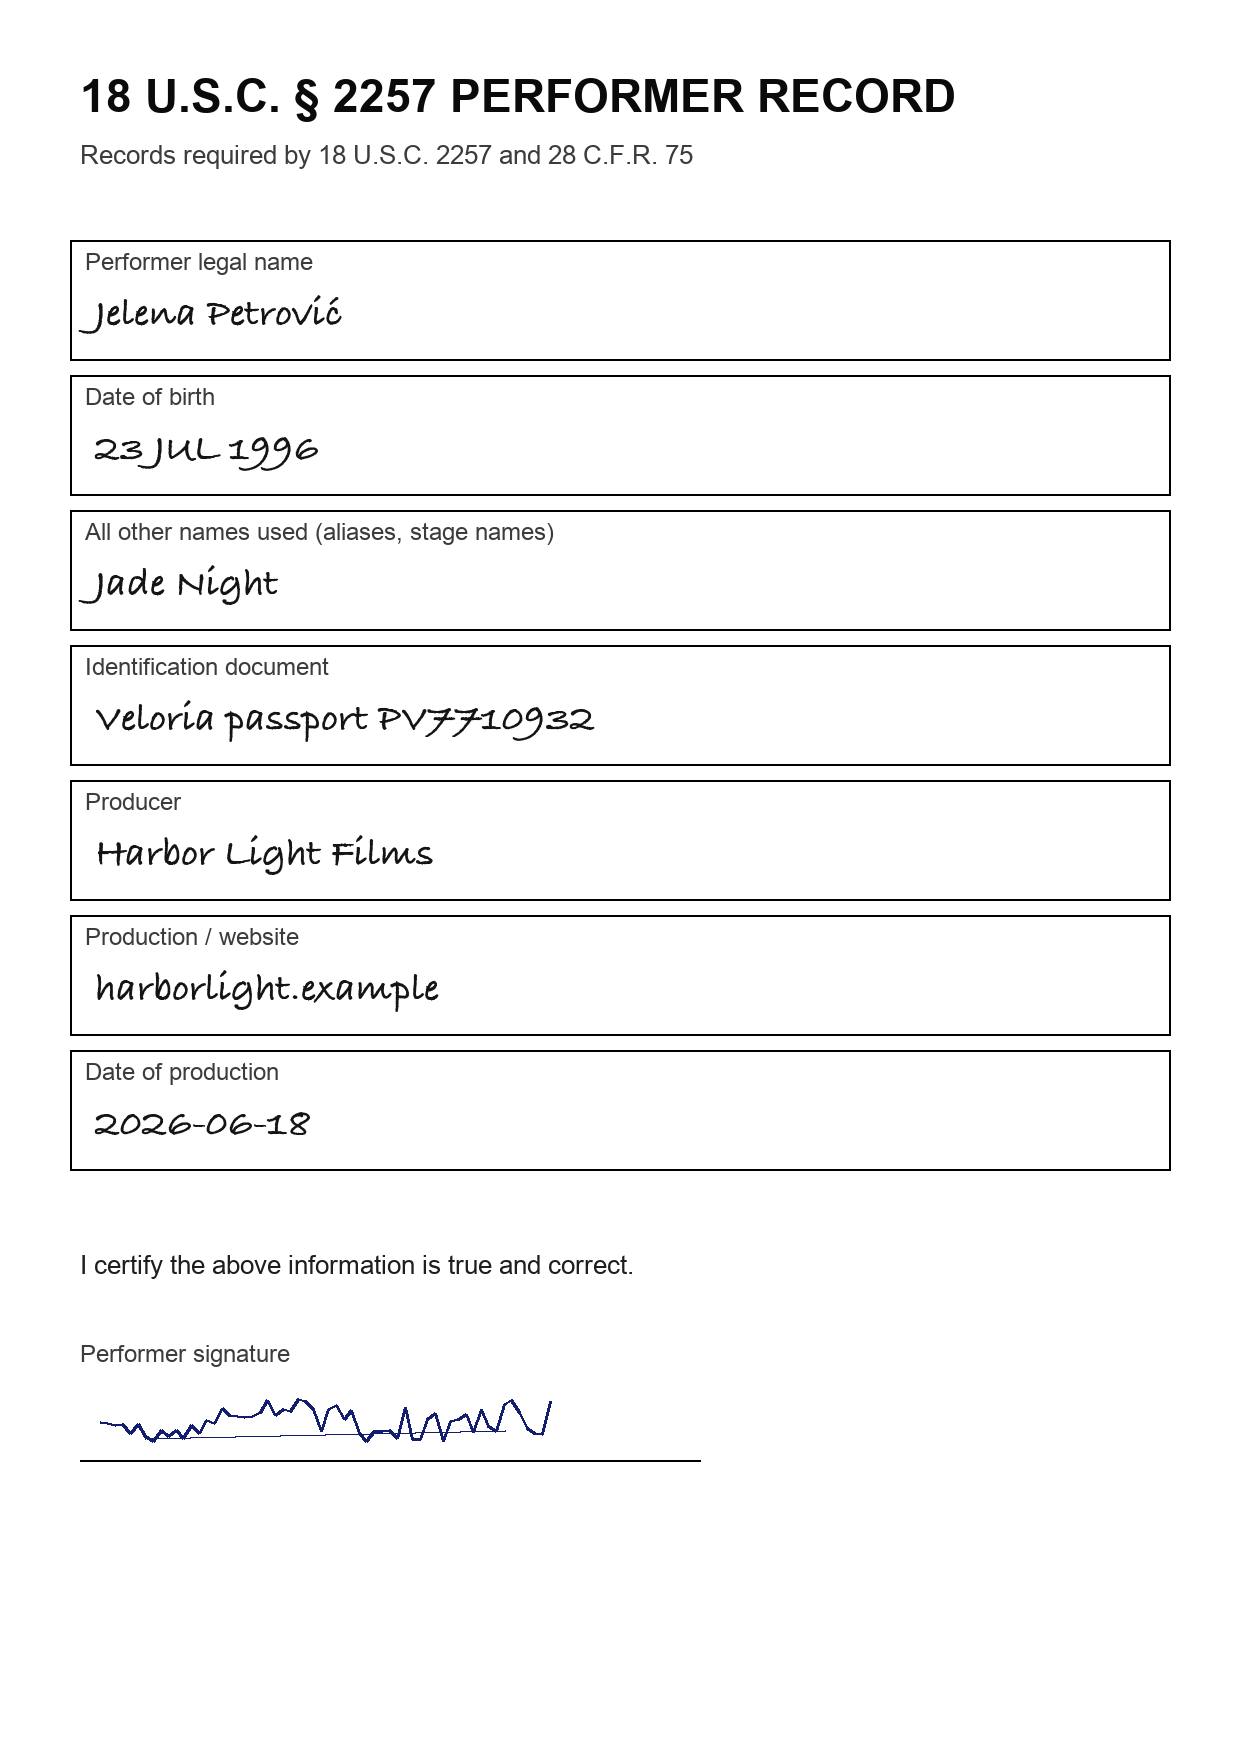 18 U.S.C. § 2257 PERFORMER RECORD
Records required by 18 U.S.C. 2257 and 28 C.F.R. 75
Performer legal name
Jelena Petrović
Date of birth
23 JUL 1996
All other names used (aliases, stage names)
Jade Night
Identification document
Veloria passport PV7710932
Producer
Harbor Light Films
Production / website
harborlight.example
Date of production
2026-06-18
I certify the above information is true and correct.
Performer signature